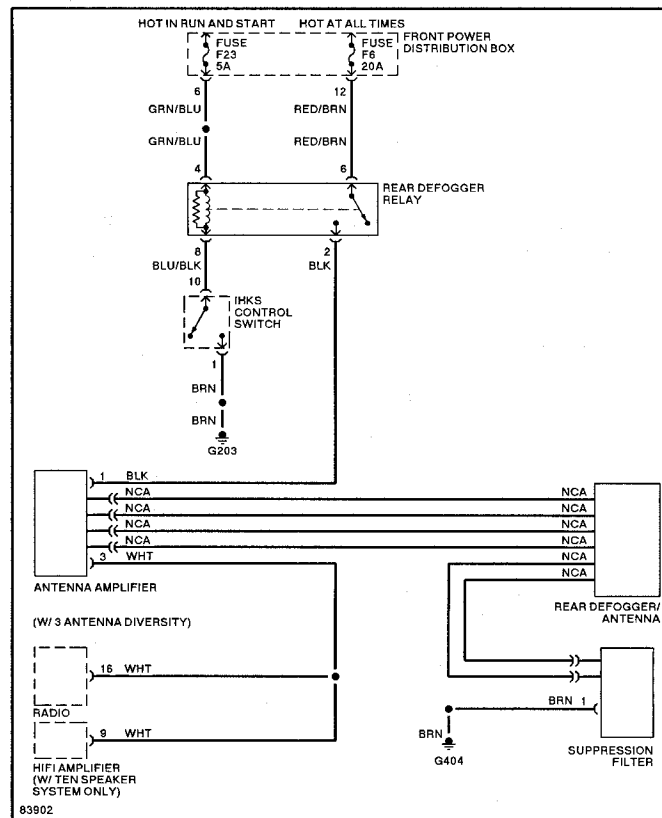 HOT IN RUN AND START HOT AT ALL TIMES
FUSE
F23
5A
FUSE
F6
20A
FRONT POWER
DISTRIBUTION BOX
6 12
GRN/BLU RED/BRN
GRN/BLU RED/BRN
4 6
REAR DEFOGGER
RELAY
8 2
BLU/BLK BLK
10
IHKS
CONTROL
SWITCH
1
BRN
BRN
G203
1 BLK
NCA NCA
NCA NCA
NCA NCA
NCA NCA
3 WHT NCA
NCA
ANTENNA AMPLIFIER
REAR DEFOGGER/
ANTENNA
(W/ 3 ANTENNA DIVERSITY)
16 WHT
RADIO
BRN 1
9 WHT
BRN
G404
SUPPRESSION
FILTER
HIFI AMPLIFIER
(W/ TEN SPEAKER
SYSTEM ONLY)
83902